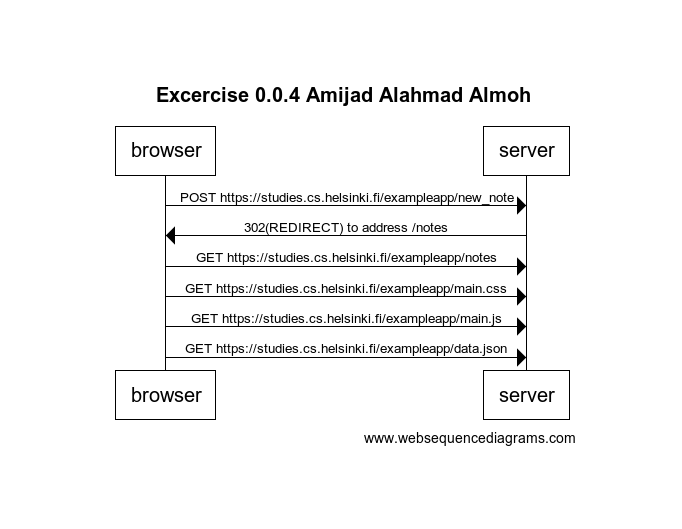 Excercise 0.0.4 Amijad Alahmad Almoh
browser server
POST https://studies.cs.helsinki.fi/exampleapp/new_note
302(REDIRECT) to address /notes
GET https://studies.cs.helsinki.fi/exampleapp/notes
GET https://studies.cs.helsinki.fi/exampleapp/main.css
GET https://studies.cs.helsinki.fi/exampleapp/main.js
GET https://studies.cs.helsinki.fi/exampleapp/data.json
browser server
www.websequencediagrams.com